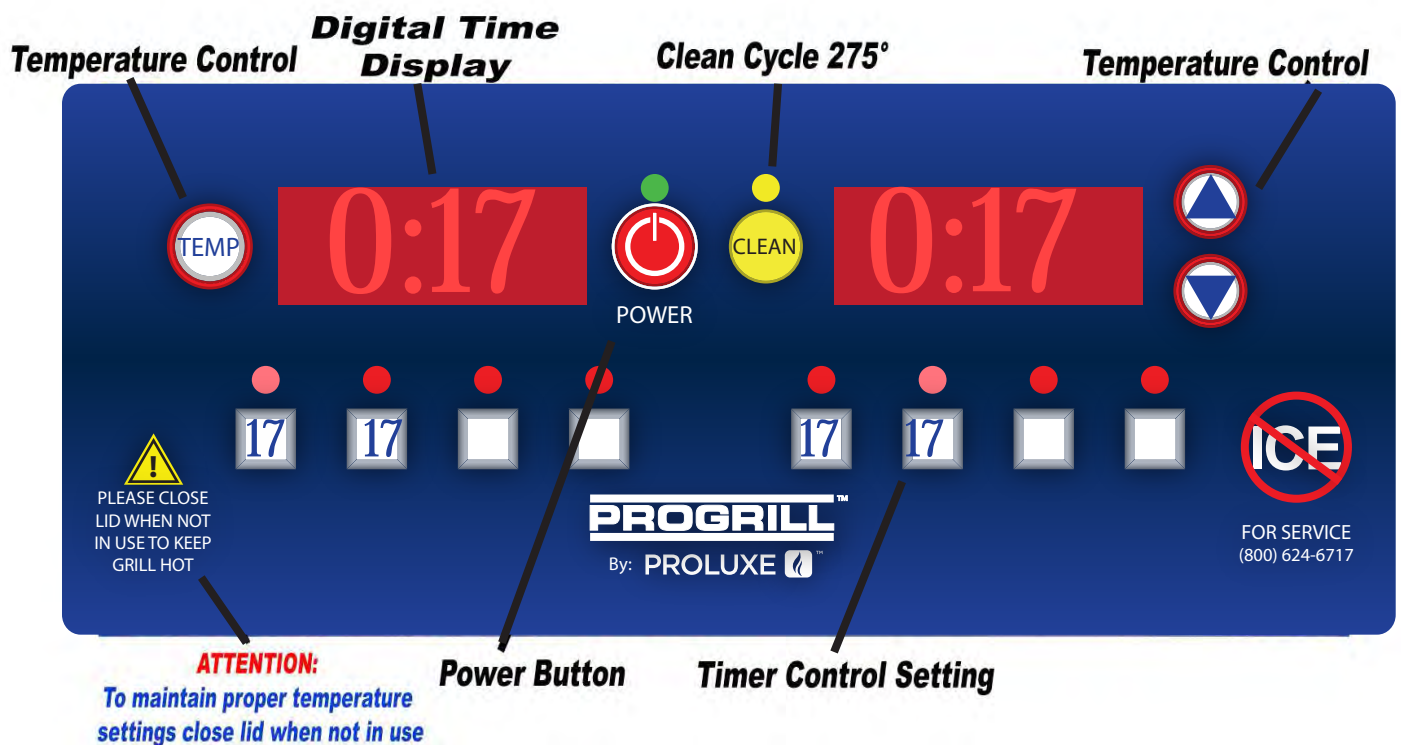 Digital Time
Display
Temperature Control
Clean Cycle 275°
Temperature Control
TEMP
0:17
POWER
CLEAN
0:17
17
17
17
17
PLEASE CLOSE
LID WHEN NOT
IN USE TO KEEP
GRILL HOT
PROGRILL™
By: PROLUXE™
ICE
FOR SERVICE
(800) 624-6717
ATTENTION:
To maintain proper temperature
settings close lid when not in use
Power Button
Timer Control Setting